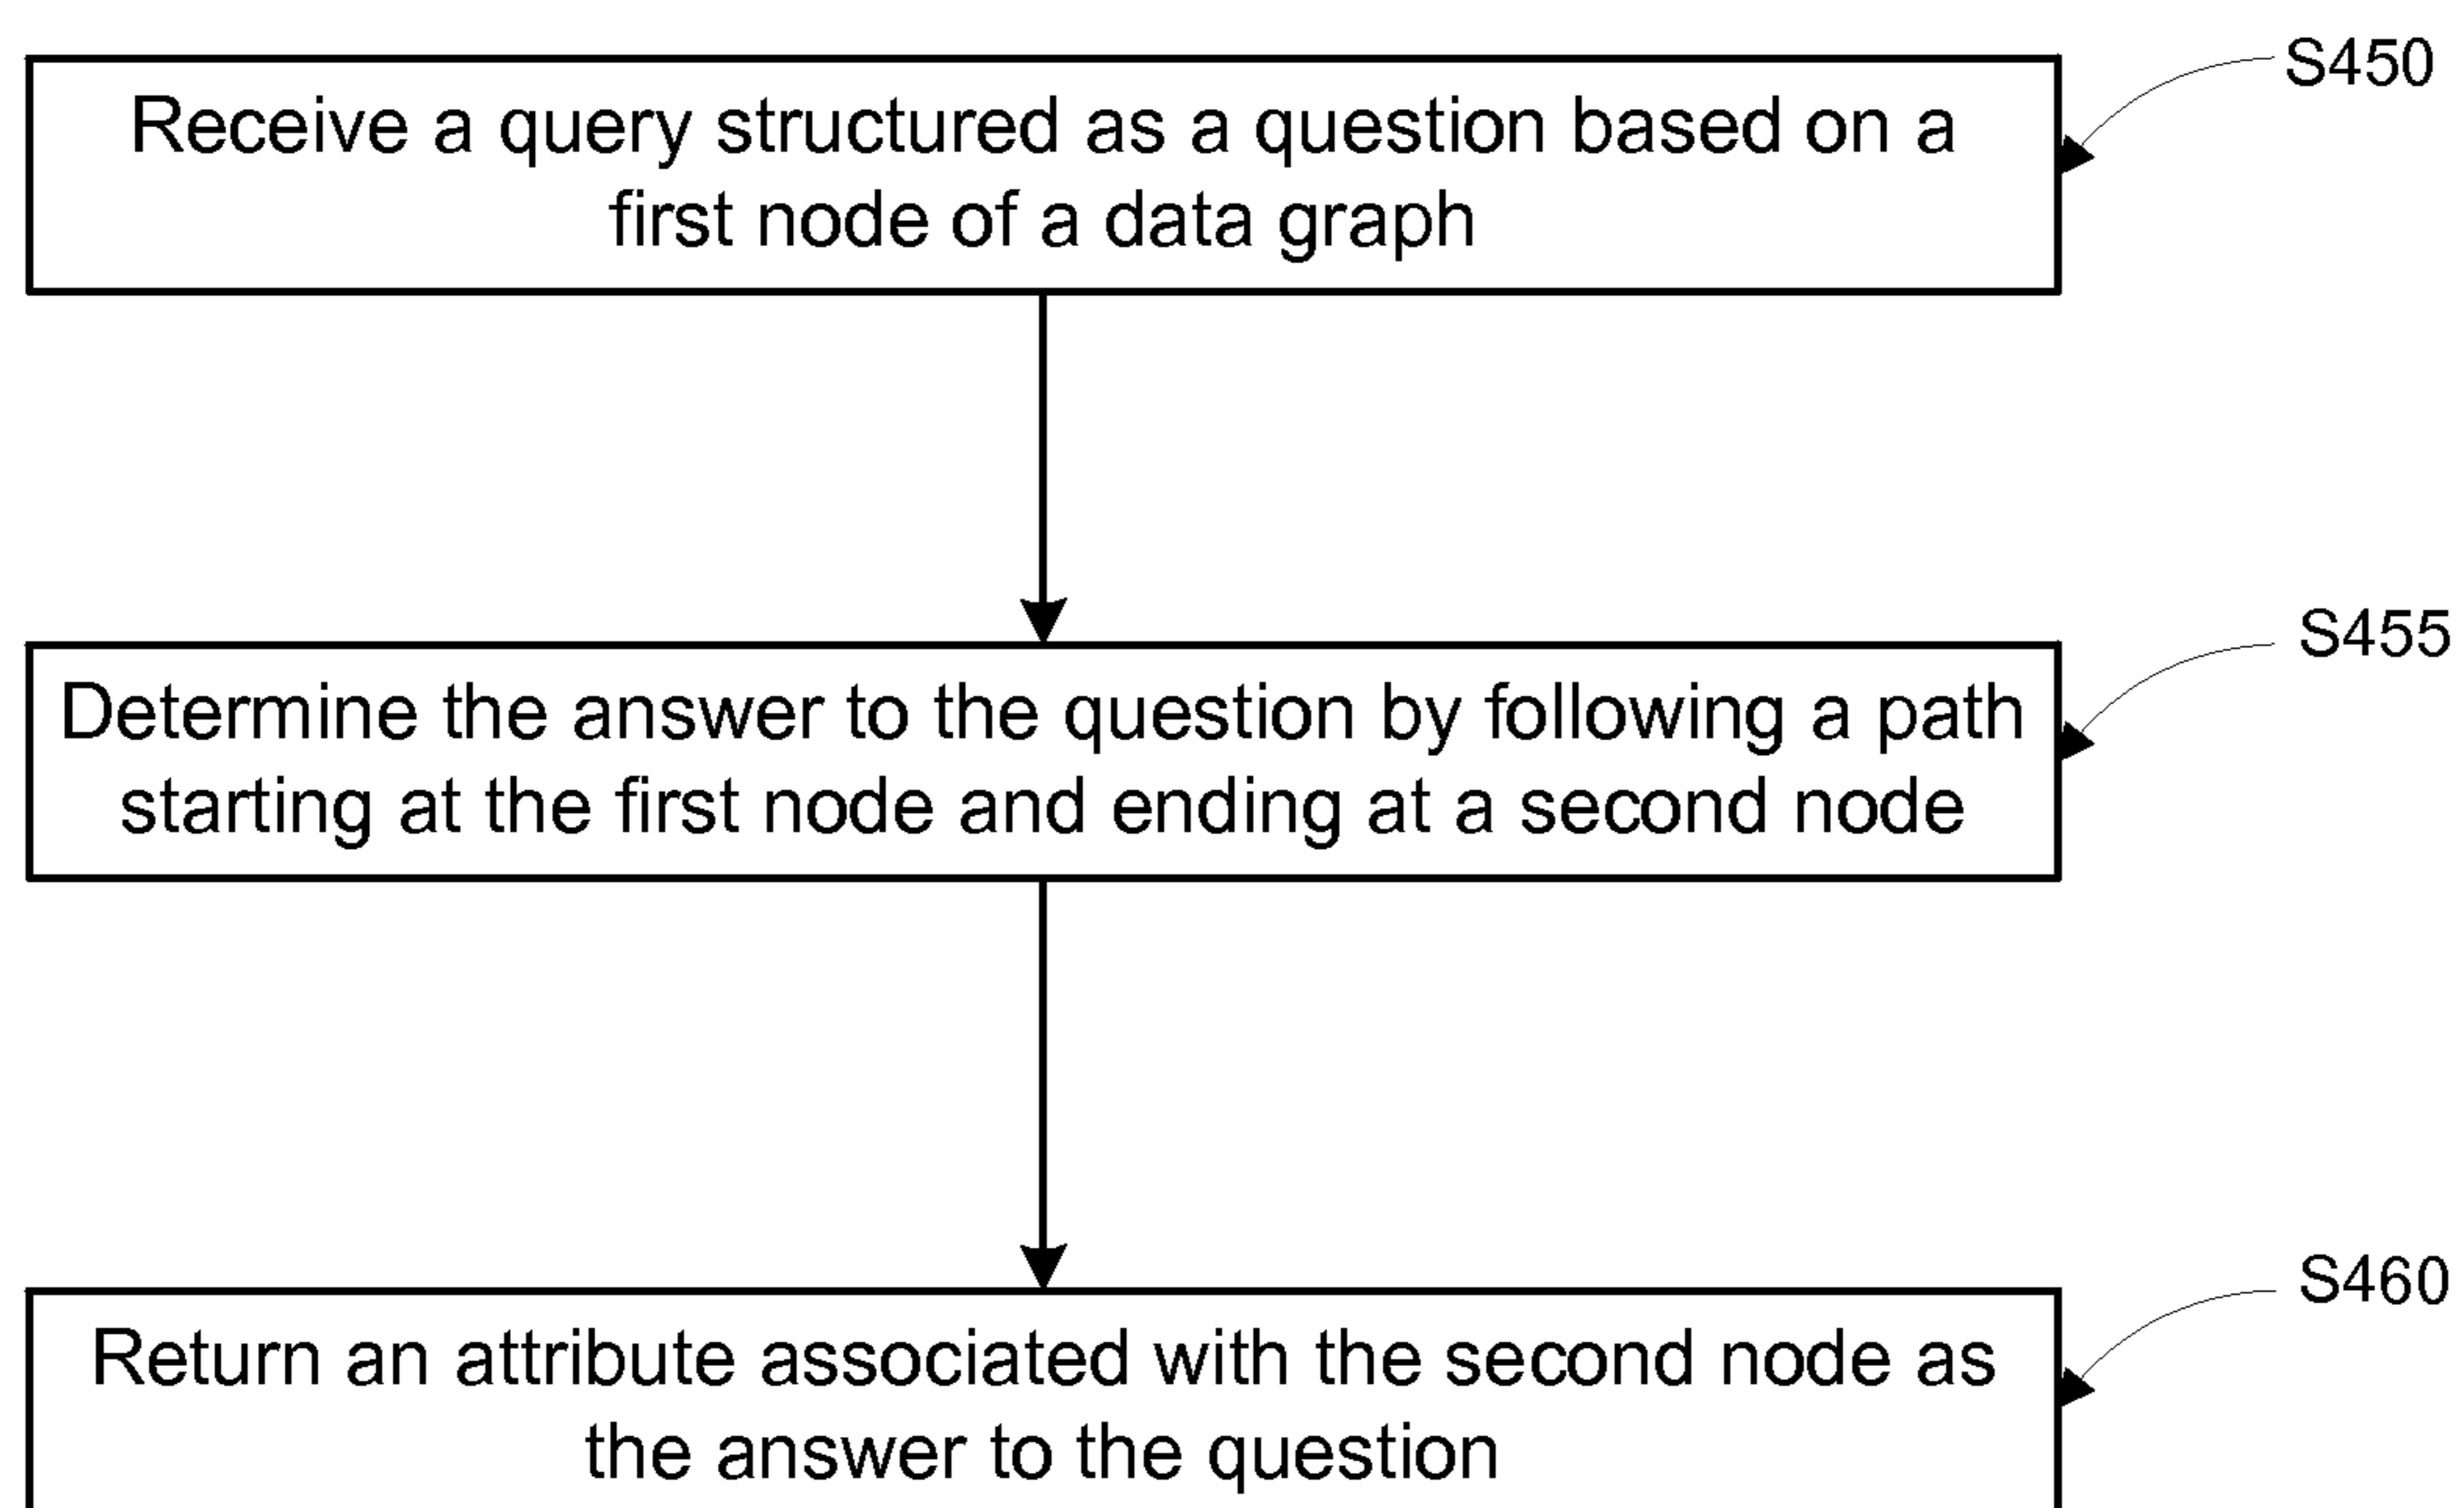 S450
Receive a query structured as a question based on a
first node of a data graph
S455
Determine the answer to the question by following a path
starting at the first node and ending at a second node
S460
Return an attribute associated with the second node as
the answer to the question